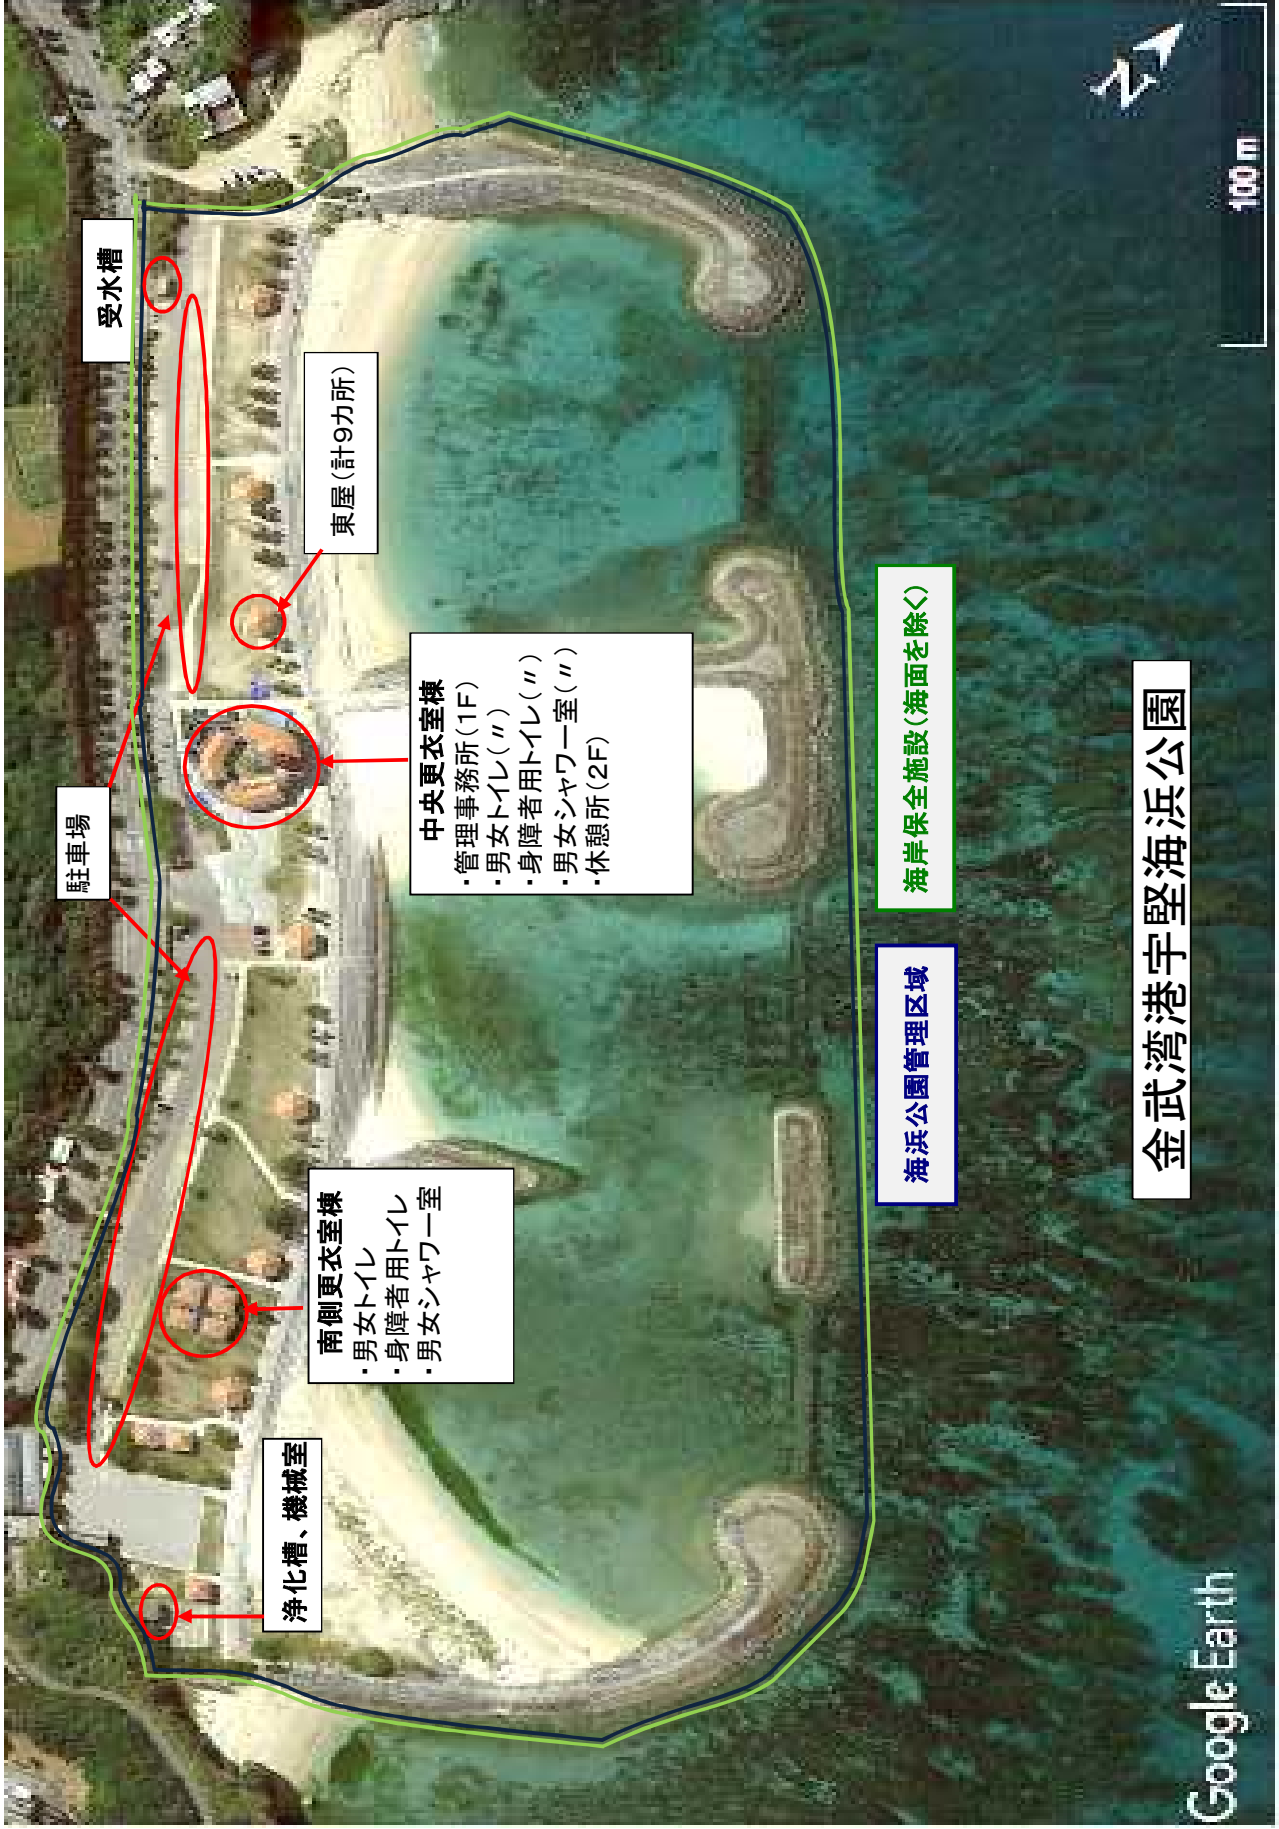 受水槽
駐車場
東屋（計9カ所）
中央更衣室棟
・管理事務所（1F）
・男女トイレ（〃）
・身障者用トイレ（〃）
・男女シャワー室（〃）
・休憩所（2F）
南側更衣室棟
・男女トイレ
・身障者用トイレ
・男女シャワー室
浄化槽、機械室
海浜公園管理区域
海岸保全施設（海面を除く）
金武湾港宇堅海浜公園
Google Earth
N
100 m